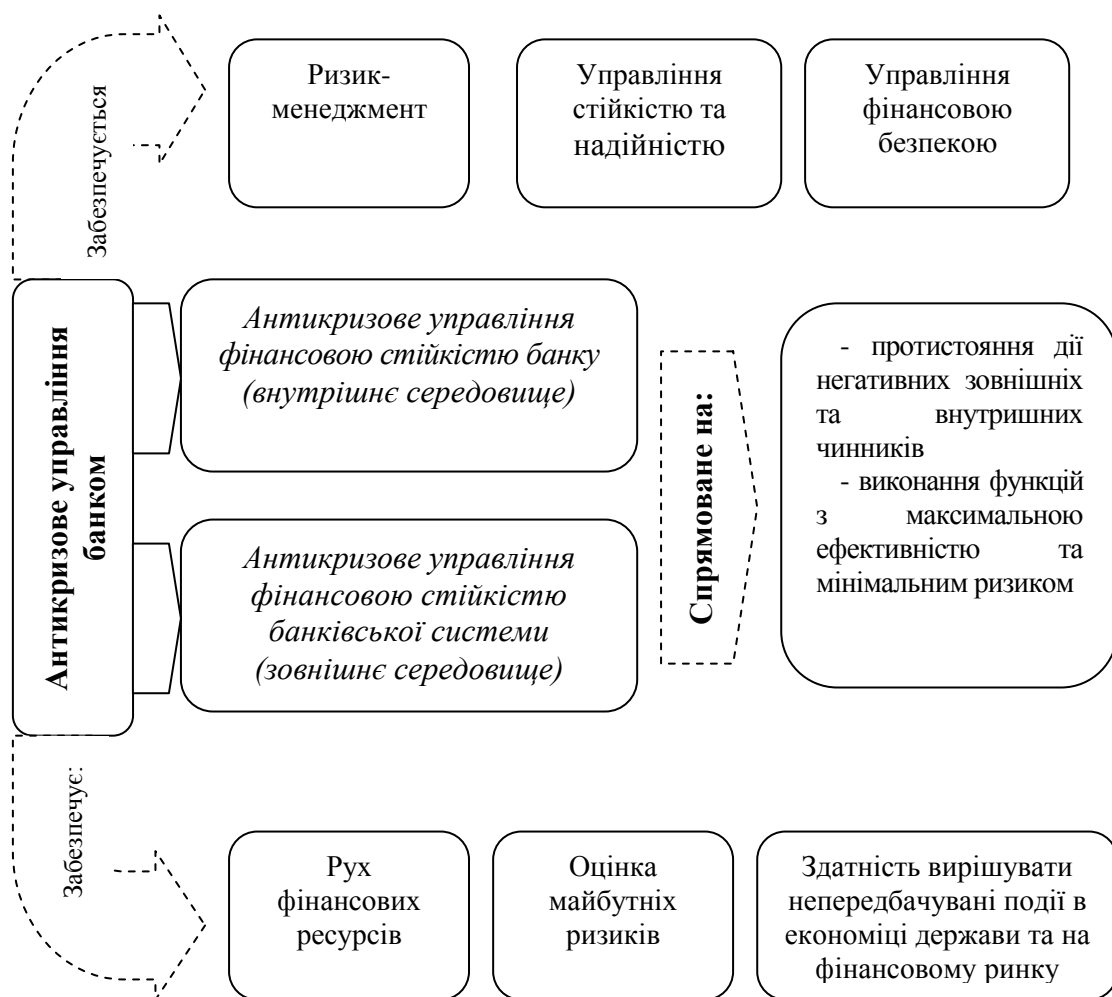 Забезпечується
Ризик-
менеджмент
Управління
стійкістю та
надійністю
Управління
фінансовою
безпекою
Антикризове управління
банком
Антикризове управління
фінансовою стійкістю банку
(внутрішнє середовище)
Антикризове управління
фінансовою стійкістю
банківської системи
(зовнішнє середовище)
Спрямоване на:
- протистояння дії
негативних зовнішніх
та внутришних
чинників
- виконання функцій
з максимальною
ефективністю та
мінімальним ризиком
Забезпечує:
Рух
фінансових
ресурсів
Оцінка
майбутніх
ризиків
Здатність вирішувати
непередбачувані події в
економіці держави та на
фінансовому ринку